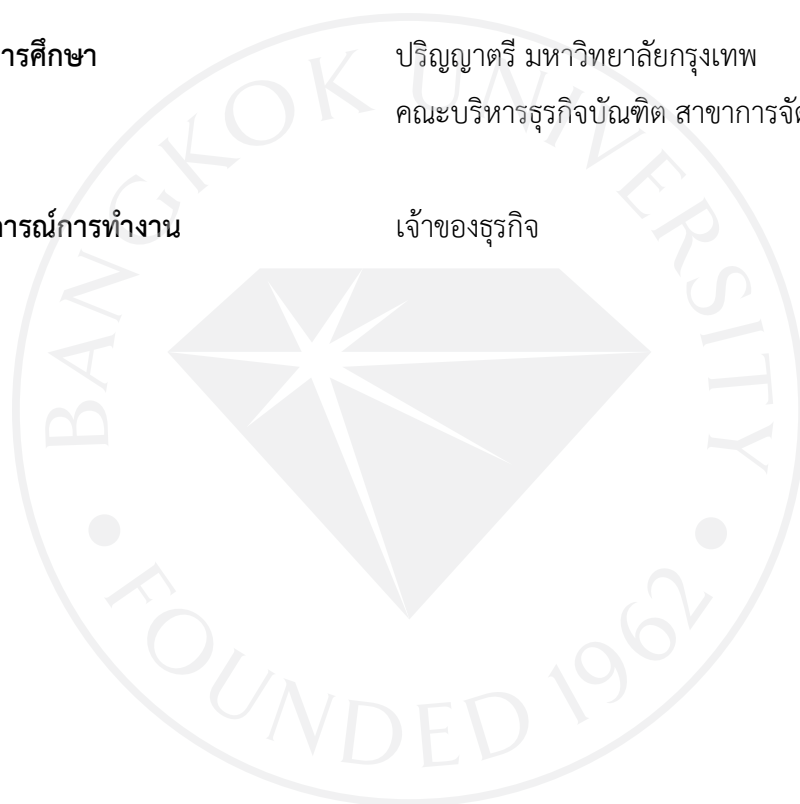 ารศึกษา ปริญญาตรี มหาวิทยาลัยกรุงเทพ
คณะบริหารธุรกิจบัณฑิต สาขาการจัด
ารณ์การทำงาน เจ้าของธุรกิจ
BANGKOK UNIVERSITY
FOUNDED 1962